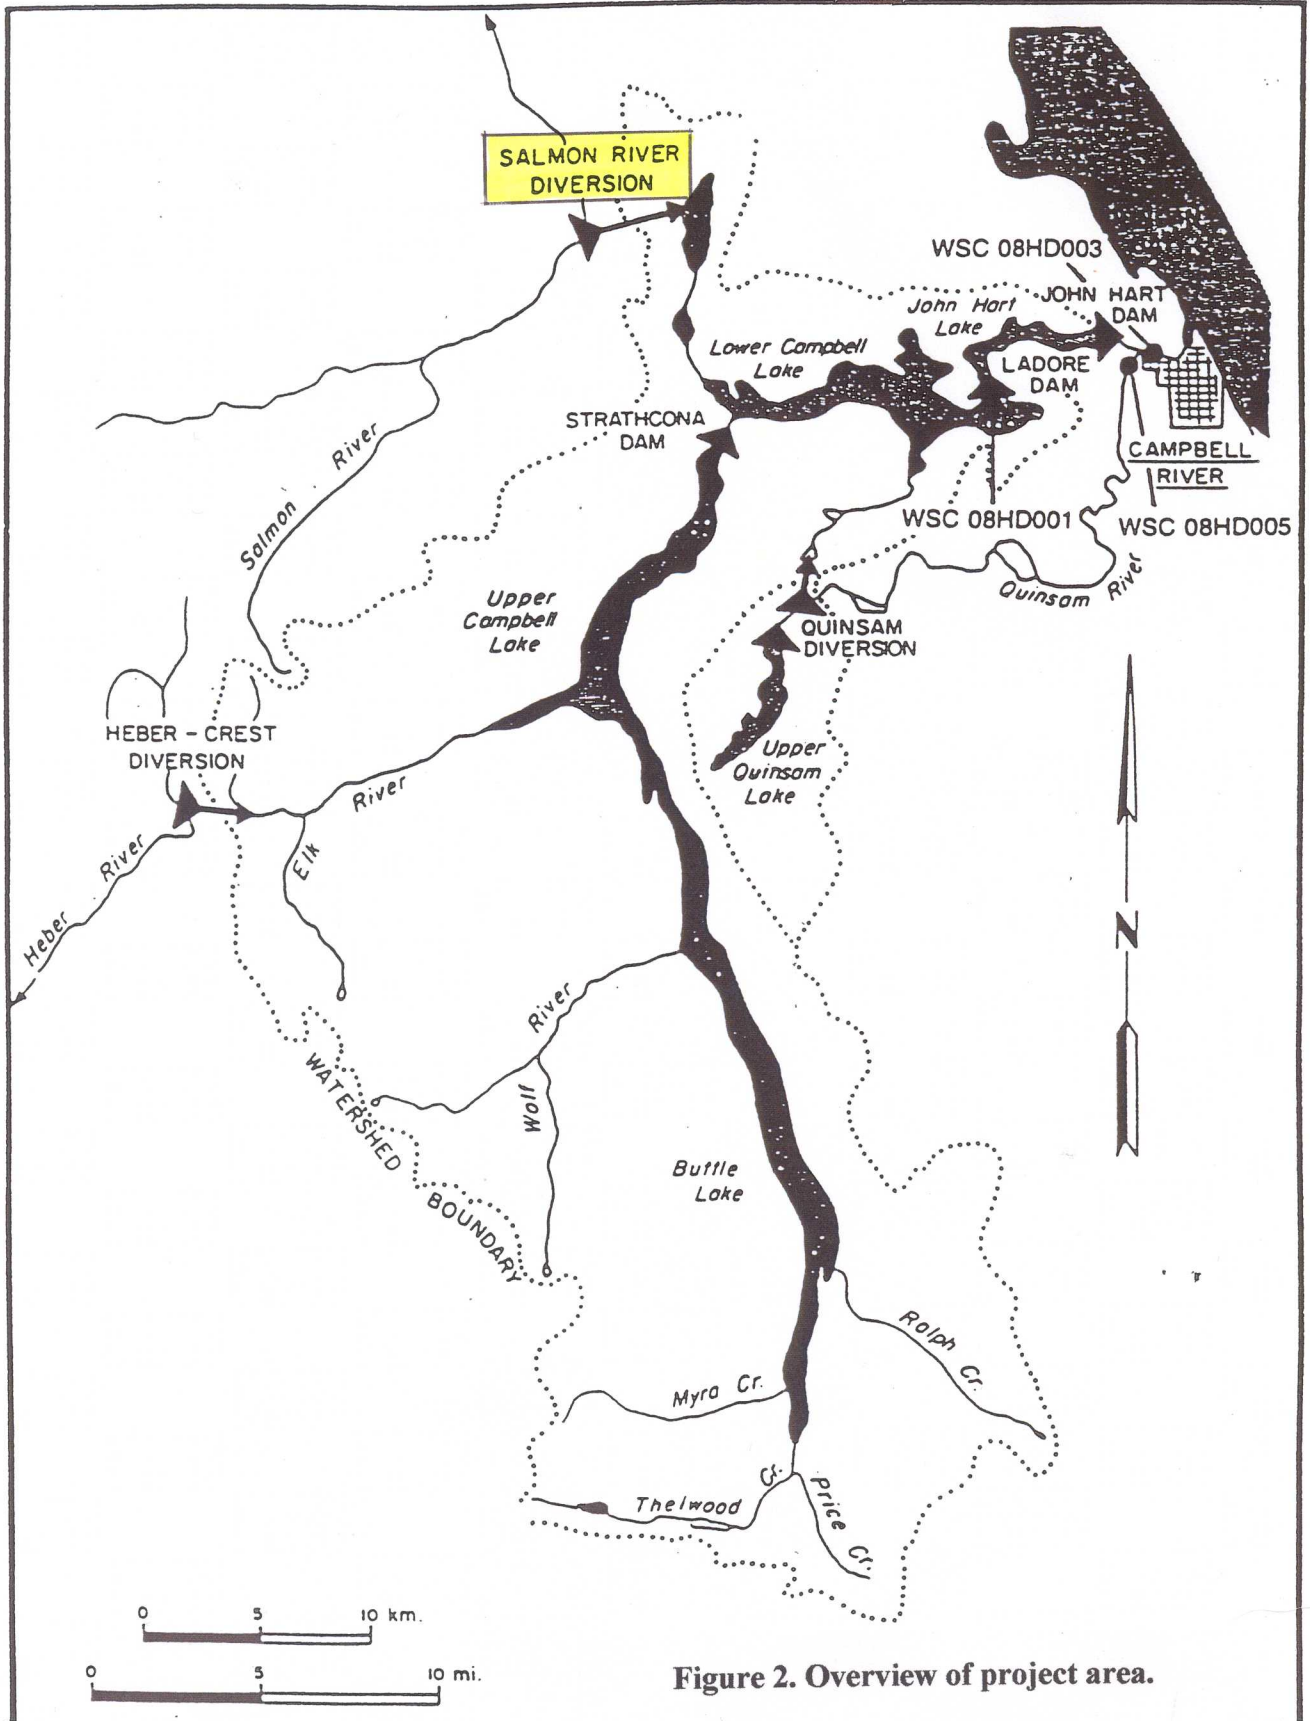 SALMON RIVER
DIVERSION
WSC 08HD003
JOHN HART
DAM
John Hart
Lake
Lower Campbell
Lake
LADORE
DAM
STRATHCONA
DAM
CAMPBELL
RIVER
WSC 08HD001
WSC 08HD005
Salmon River
Quinsam River
Upper
Campbell
Lake
QUINSAM
DIVERSION
HEBER - CREST
DIVERSION
Upper
Quinsam
Lake
Elk River
Heber River
N
Wolf River
WATERSHED BOUNDARY
Buttle
Lake
Ralph Cr.
Myra Cr.
Thelwood Cr.
Price Cr.
0 5 10 km.
0 5 10 mi.
Figure 2. Overview of project area.